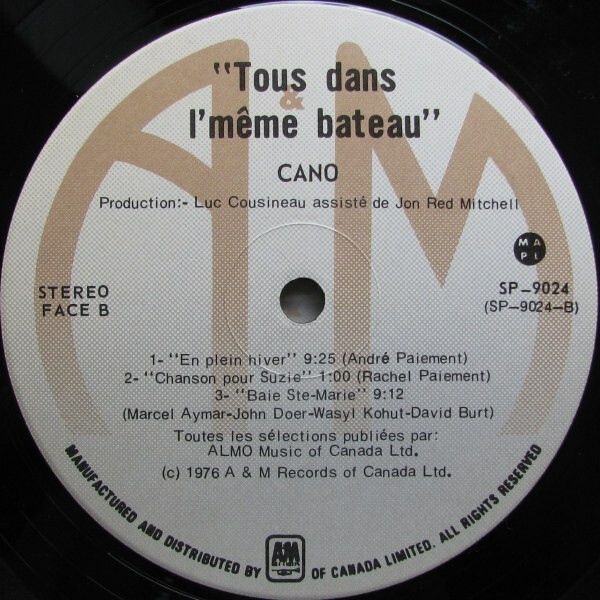 "Tous dans
l'même bateau"
CANO
Production:- Luc Cousineau assisté de Jon Red Mitchell
MA
PL
STEREO
FACE B
SP-9024
(SP-9024-B)
1- "En plein hiver" 9:25 (André Paiement)
2- "Chanson pour Suzie" 1:00 (Rachel Paiement)
3- "Baie Ste-Marie" 9:12
(Marcel Aymar-John Doer-Wasyl Kohut-David Burt)
Toutes les sélections publiées par:
ALMO Music of Canada Ltd.
(c) 1976 A & M Records of Canada Ltd.
MANUFACTURED AND DISTRIBUTED BY A&M OF CANADA LIMITED. ALL RIGHTS RESERVED
A&M